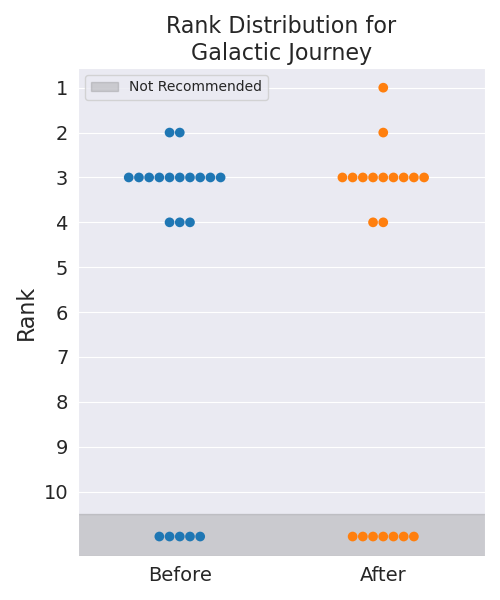 Rank Distribution for
Galactic Journey
Not Recommended
1
2
3
4
5
6
7
8
9
10
Rank
Before
After